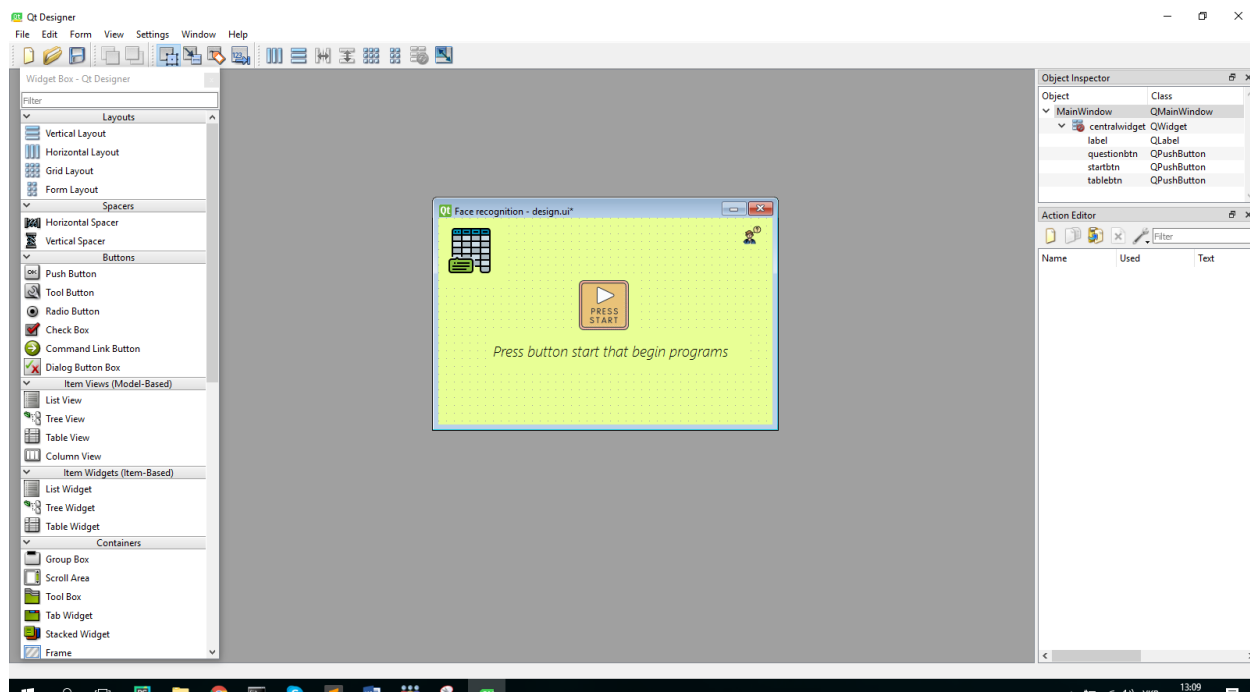 Qt Designer
File Edit Form View Settings Window Help
Widget Box - Qt Designer
Filter
Layouts
Vertical Layout
Horizontal Layout
Grid Layout
Form Layout
Spacers
Horizontal Spacer
Vertical Spacer
Buttons
OK Push Button
Tool Button
Radio Button
Check Box
Command Link Button
Dialog Button Box
Item Views (Model-Based)
List View
Tree View
Table View
Column View
Item Widgets (Item-Based)
List Widget
Tree Widget
Table Widget
Containers
Group Box
Scroll Area
Tool Box
Tab Widget
Stacked Widget
Frame
Qt Face recognition - design.ui*
PRESS
START
Press button start that begin programs
Object Inspector
Object Class
MainWindow QMainWindow
centralwidget QWidget
label QLabel
questionbtn QPushButton
startbtn QPushButton
tablebtn QPushButton
Action Editor
Filter
Name Used Text
13:09